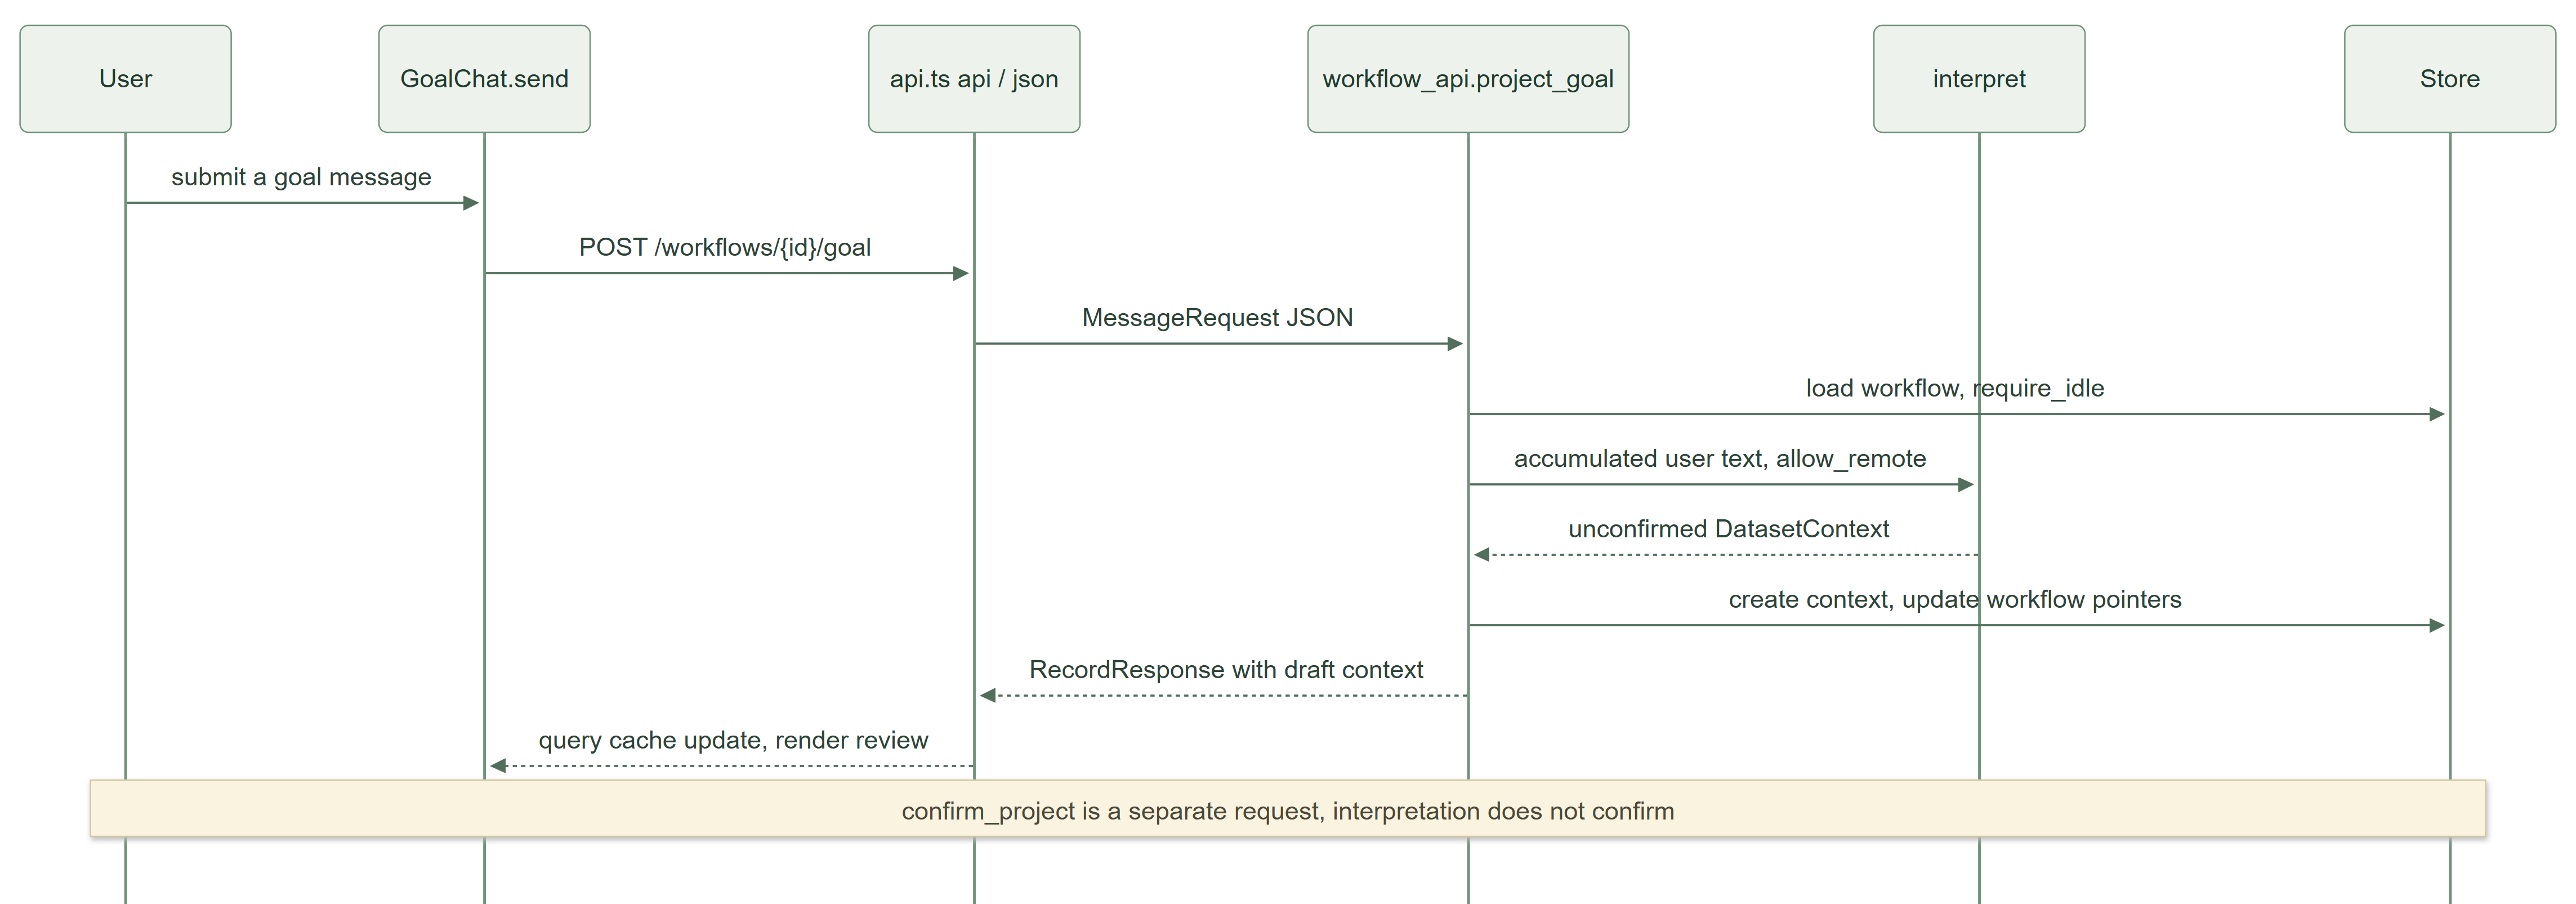 User
GoalChat.send
api.ts api / json
workflow_api.project_goal
interpret
Store
submit a goal message
POST /workflows/{id}/goal
MessageRequest JSON
load workflow, require_idle
accumulated user text, allow_remote
unconfirmed DatasetContext
create context, update workflow pointers
RecordResponse with draft context
query cache update, render review
confirm_project is a separate request, interpretation does not confirm